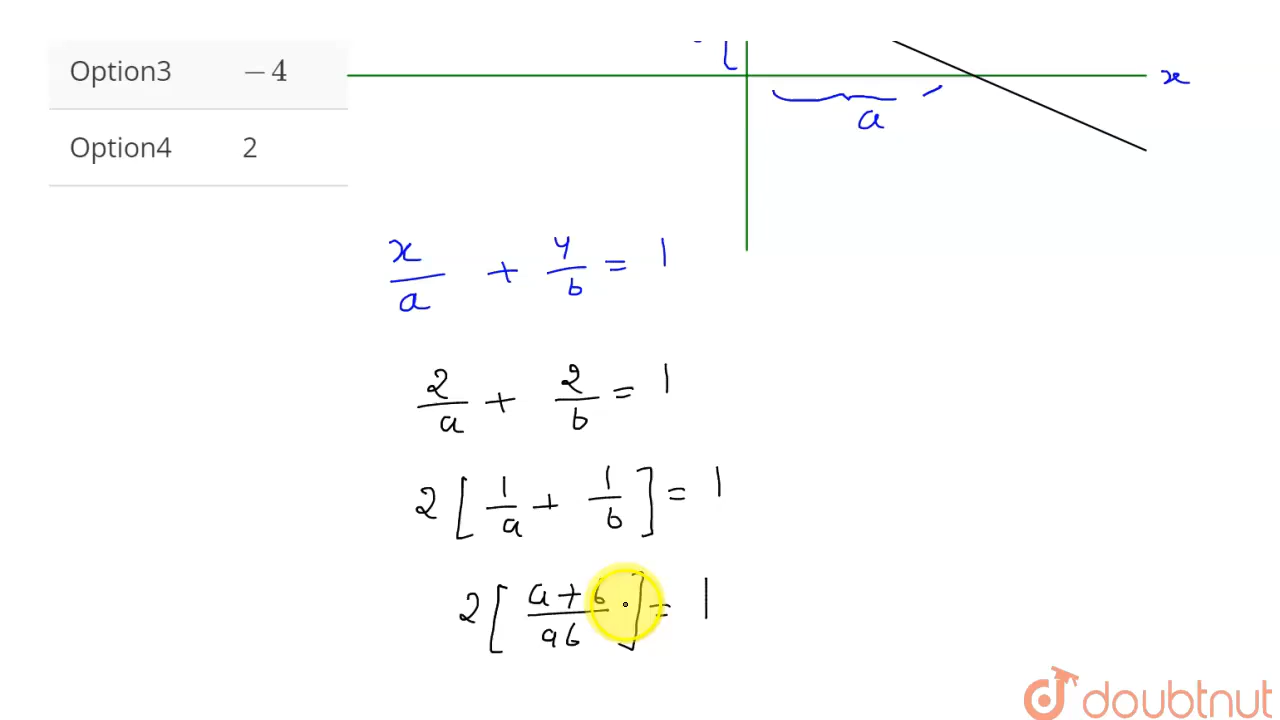 Option3 -4
x
a
Option4 2
x/a + y/b = 1
2/a + 2/b = 1
2[1/a + 1/b] = 1
2[a+b/ab] = 1
doubtnut